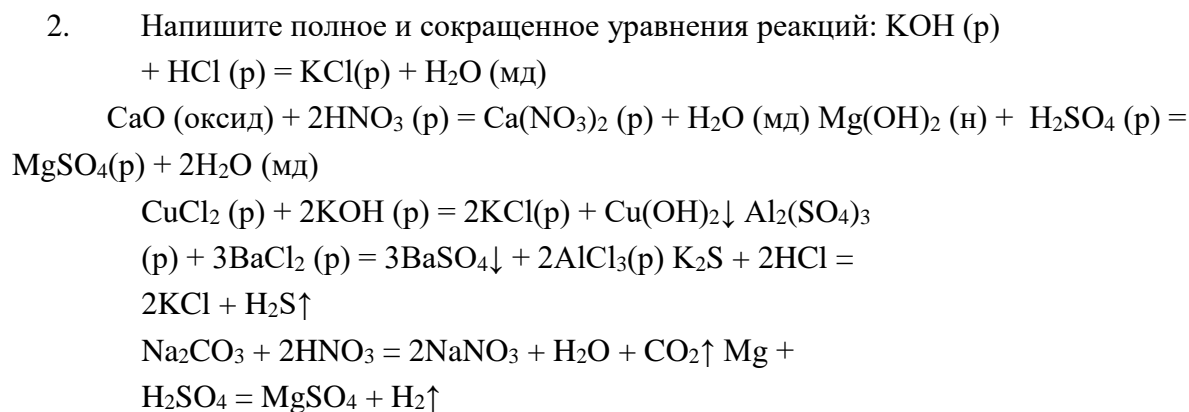 2. Напишите полное и сокращенное уравнения реакций: KOH (р)
+ HCl (р) = KCl(р) + H₂O (мд)
CaO (оксид) + 2HNO₃ (р) = Ca(NO₃)₂ (р) + H₂O (мд) Mg(OH)₂ (н) + H₂SO₄ (р) =
MgSO₄(р) + 2H₂O (мд)
CuCl₂ (р) + 2KOH (р) = 2KCl(р) + Cu(OH)₂↓ Al₂(SO₄)₃
(р) + 3BaCl₂ (р) = 3BaSO₄↓ + 2AlCl₃(р) K₂S + 2HCl =
2KCl + H₂S↑
Na₂CO₃ + 2HNO₃ = 2NaNO₃ + H₂O + CO₂↑ Mg +
H₂SO₄ = MgSO₄ + H₂↑